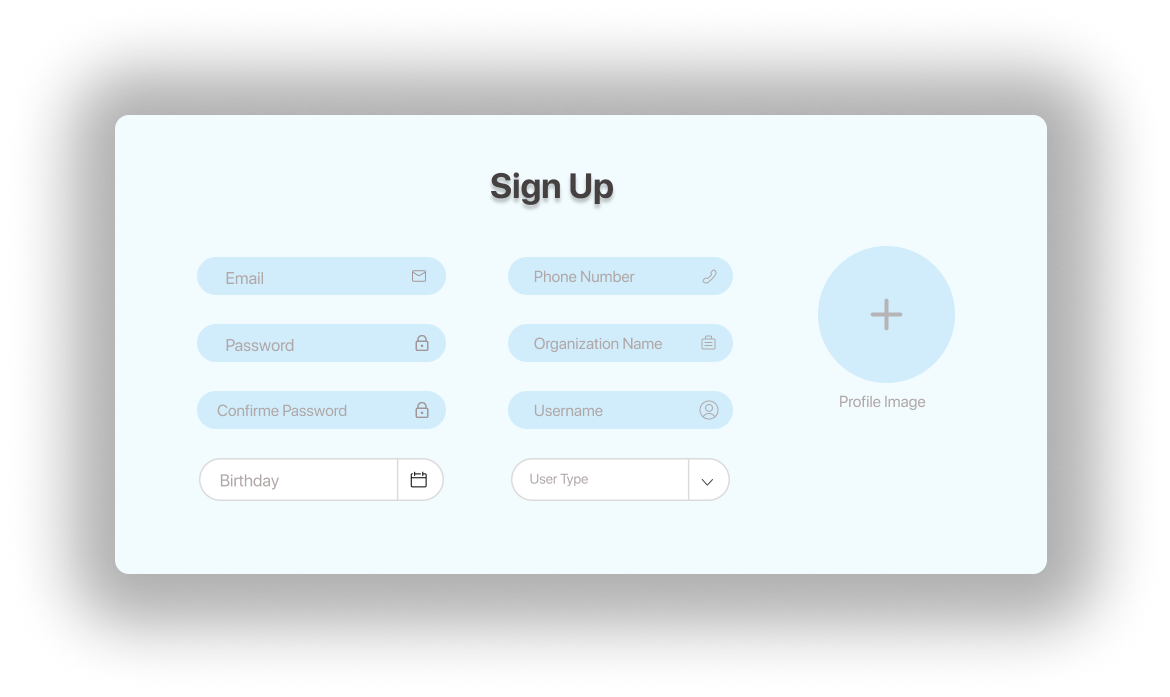 Sign Up
Email
Phone Number
Password
Organization Name
Confirme Password
Username
Profile Image
Birthday
User Type